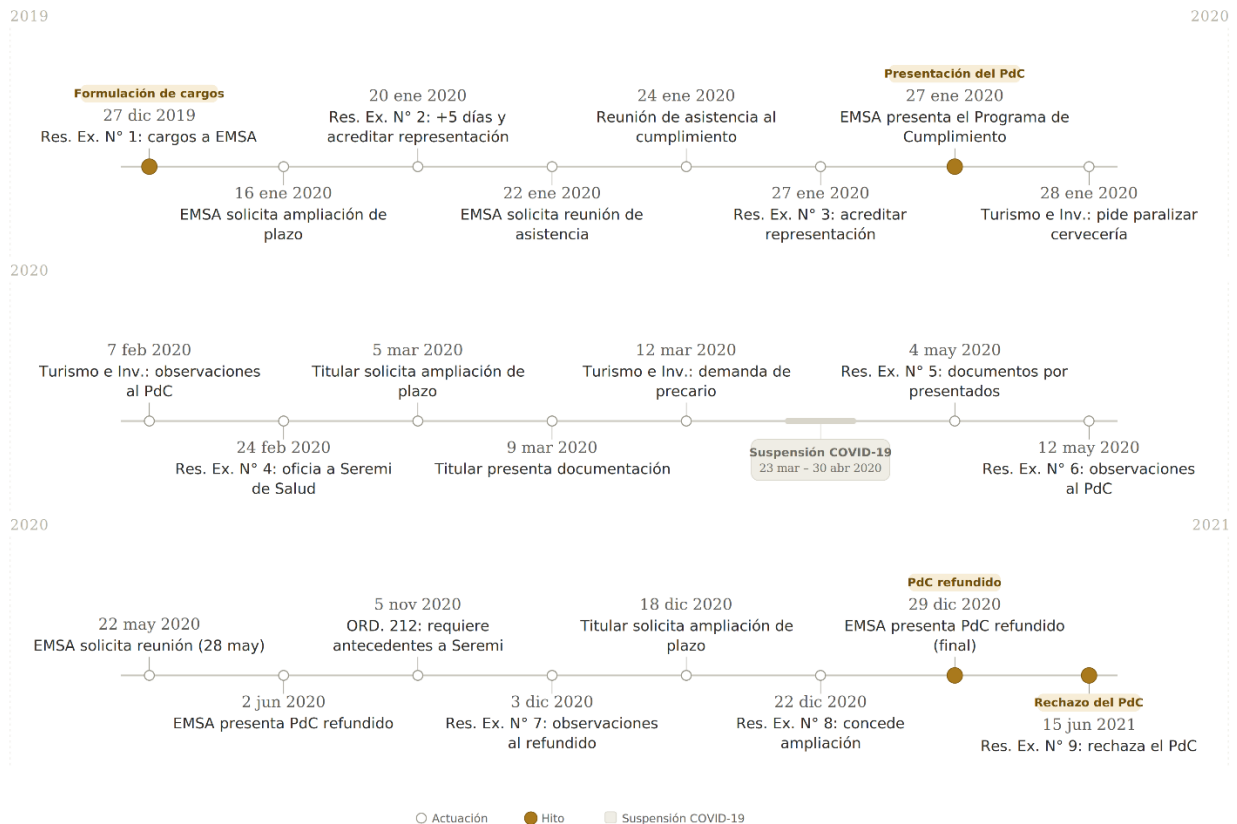 2019
2020
Formulación de cargos
27 dic 2019
Res. Ex. N° 1: cargos a EMSA
16 ene 2020
EMSA solicita ampliación de
plazo
20 ene 2020
Res. Ex. N° 2: +5 días y
acreditar representación
22 ene 2020
EMSA solicita reunión de
asistencia
24 ene 2020
Reunión de asistencia al
cumplimiento
27 ene 2020
Res. Ex. N° 3: acreditar
representación
Presentación del PdC
27 ene 2020
EMSA presenta el Programa de
Cumplimiento
28 ene 2020
Turismo e Inv.: pide paralizar
cervecería
2020
7 feb 2020
Turismo e Inv.: observaciones
al PdC
24 feb 2020
Res. Ex. N° 4: oficia a Seremi
de Salud
5 mar 2020
Titular solicita ampliación de
plazo
9 mar 2020
Titular presenta documentación
12 mar 2020
Turismo e Inv.: demanda de
precario
Suspensión COVID-19
23 mar – 30 abr 2020
4 may 2020
Res. Ex. N° 5: documentos por
presentados
12 may 2020
Res. Ex. N° 6: observaciones
al PdC
2020
2021
22 may 2020
EMSA solicita reunión (28 may)
2 jun 2020
EMSA presenta PdC refundido
5 nov 2020
ORD. 212: requiere
antecedentes a Seremi
3 dic 2020
Res. Ex. N° 7: observaciones
al refundido
18 dic 2020
Titular solicita ampliación de
plazo
22 dic 2020
Res. Ex. N° 8: concede
ampliación
PdC refundido
29 dic 2020
EMSA presenta PdC refundido
(final)
Rechazo del PdC
15 jun 2021
Res. Ex. N° 9: rechaza el PdC
Actuación
Hito
Suspensión COVID-19